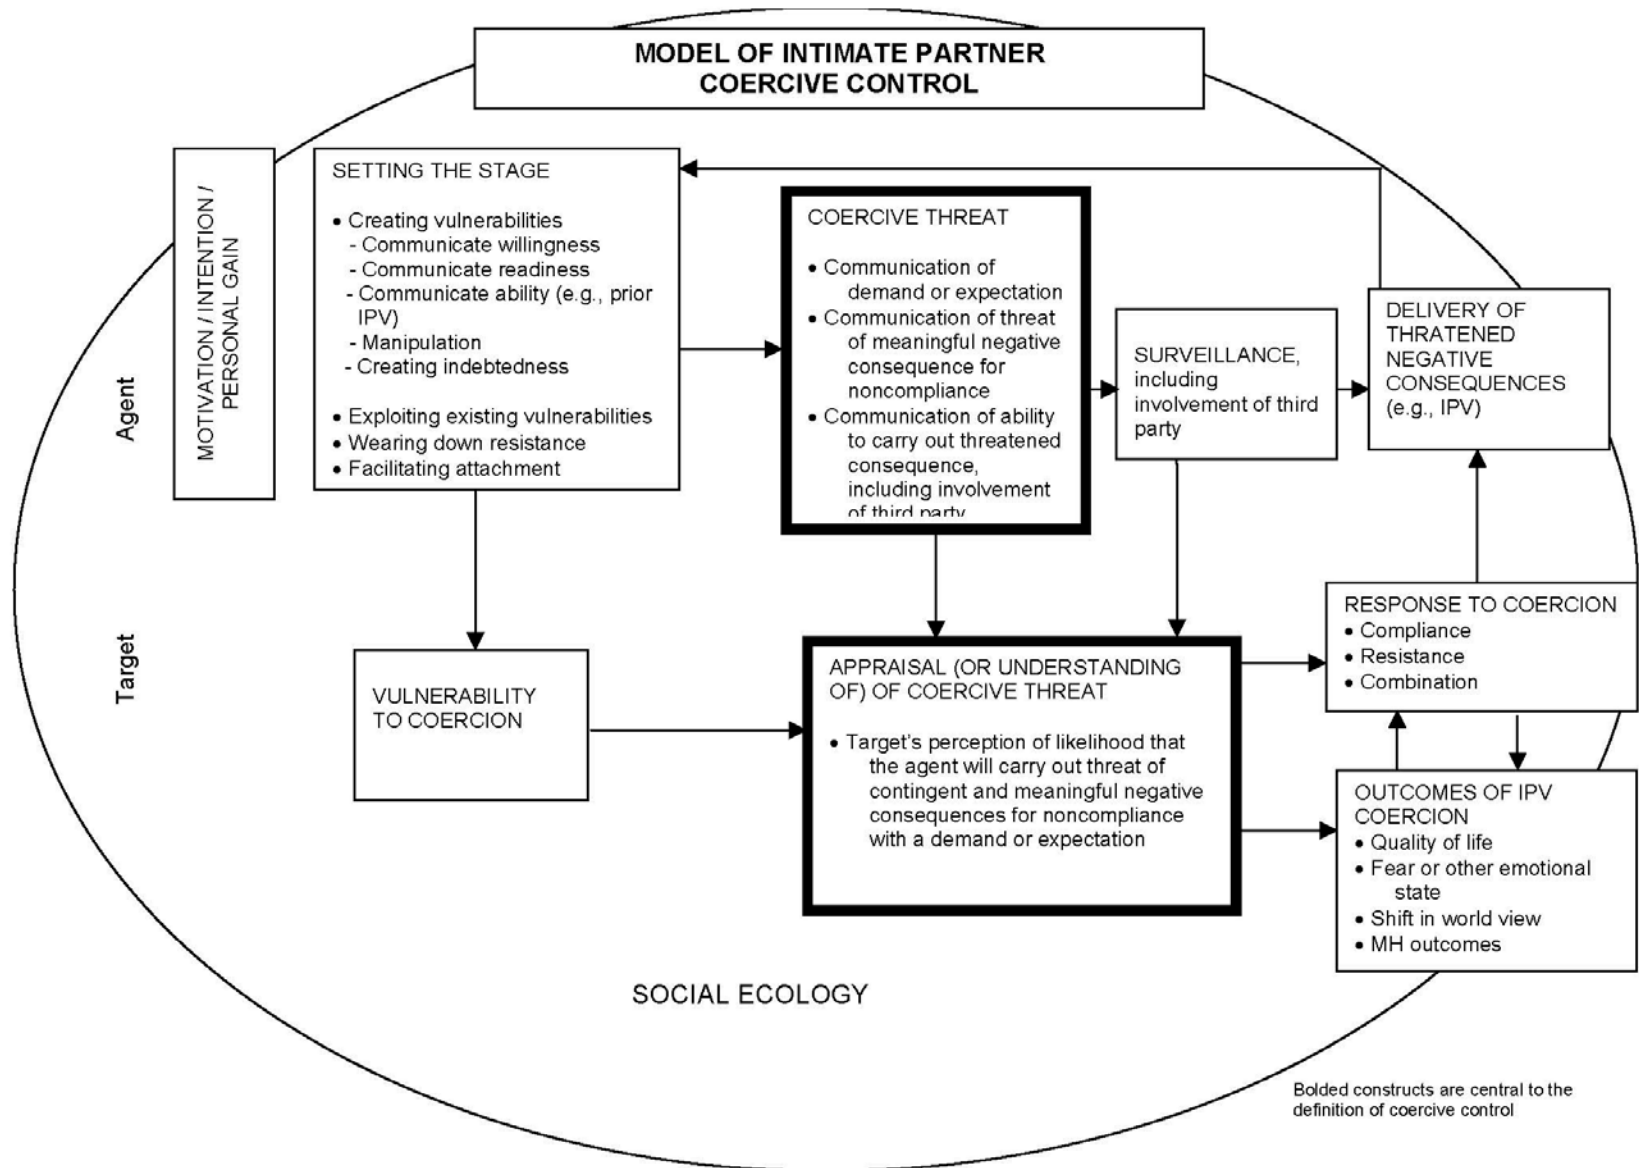 MODEL OF INTIMATE PARTNER
COERCIVE CONTROL
MOTIVATION / INTENTION /
PERSONAL GAIN
Agent
Target
SETTING THE STAGE
• Creating vulnerabilities
- Communicate willingness
- Communicate readiness
- Communicate ability (e.g., prior
IPV)
- Manipulation
- Creating indebtedness
• Exploiting existing vulnerabilities
• Wearing down resistance
• Facilitating attachment
COERCIVE THREAT
• Communication of
demand or expectation
• Communication of threat
of meaningful negative
consequence for
noncompliance
• Communication of ability
to carry out threatened
consequence,
including involvement
of third party
SURVEILLANCE,
including
involvement of third
party
DELIVERY OF
THRATENED
NEGATIVE
CONSEQUENCES
(e.g., IPV)
VULNERABILITY
TO COERCION
APPRAISAL (OR UNDERSTANDING
OF) OF COERCIVE THREAT
• Target's perception of likelihood that
the agent will carry out threat of
contingent and meaningful negative
consequences for noncompliance
with a demand or expectation
RESPONSE TO COERCION
• Compliance
• Resistance
• Combination
OUTCOMES OF IPV
COERCION
• Quality of life
• Fear or other emotional
state
• Shift in world view
• MH outcomes
SOCIAL ECOLOGY
Bolded constructs are central to the
definition of coercive control